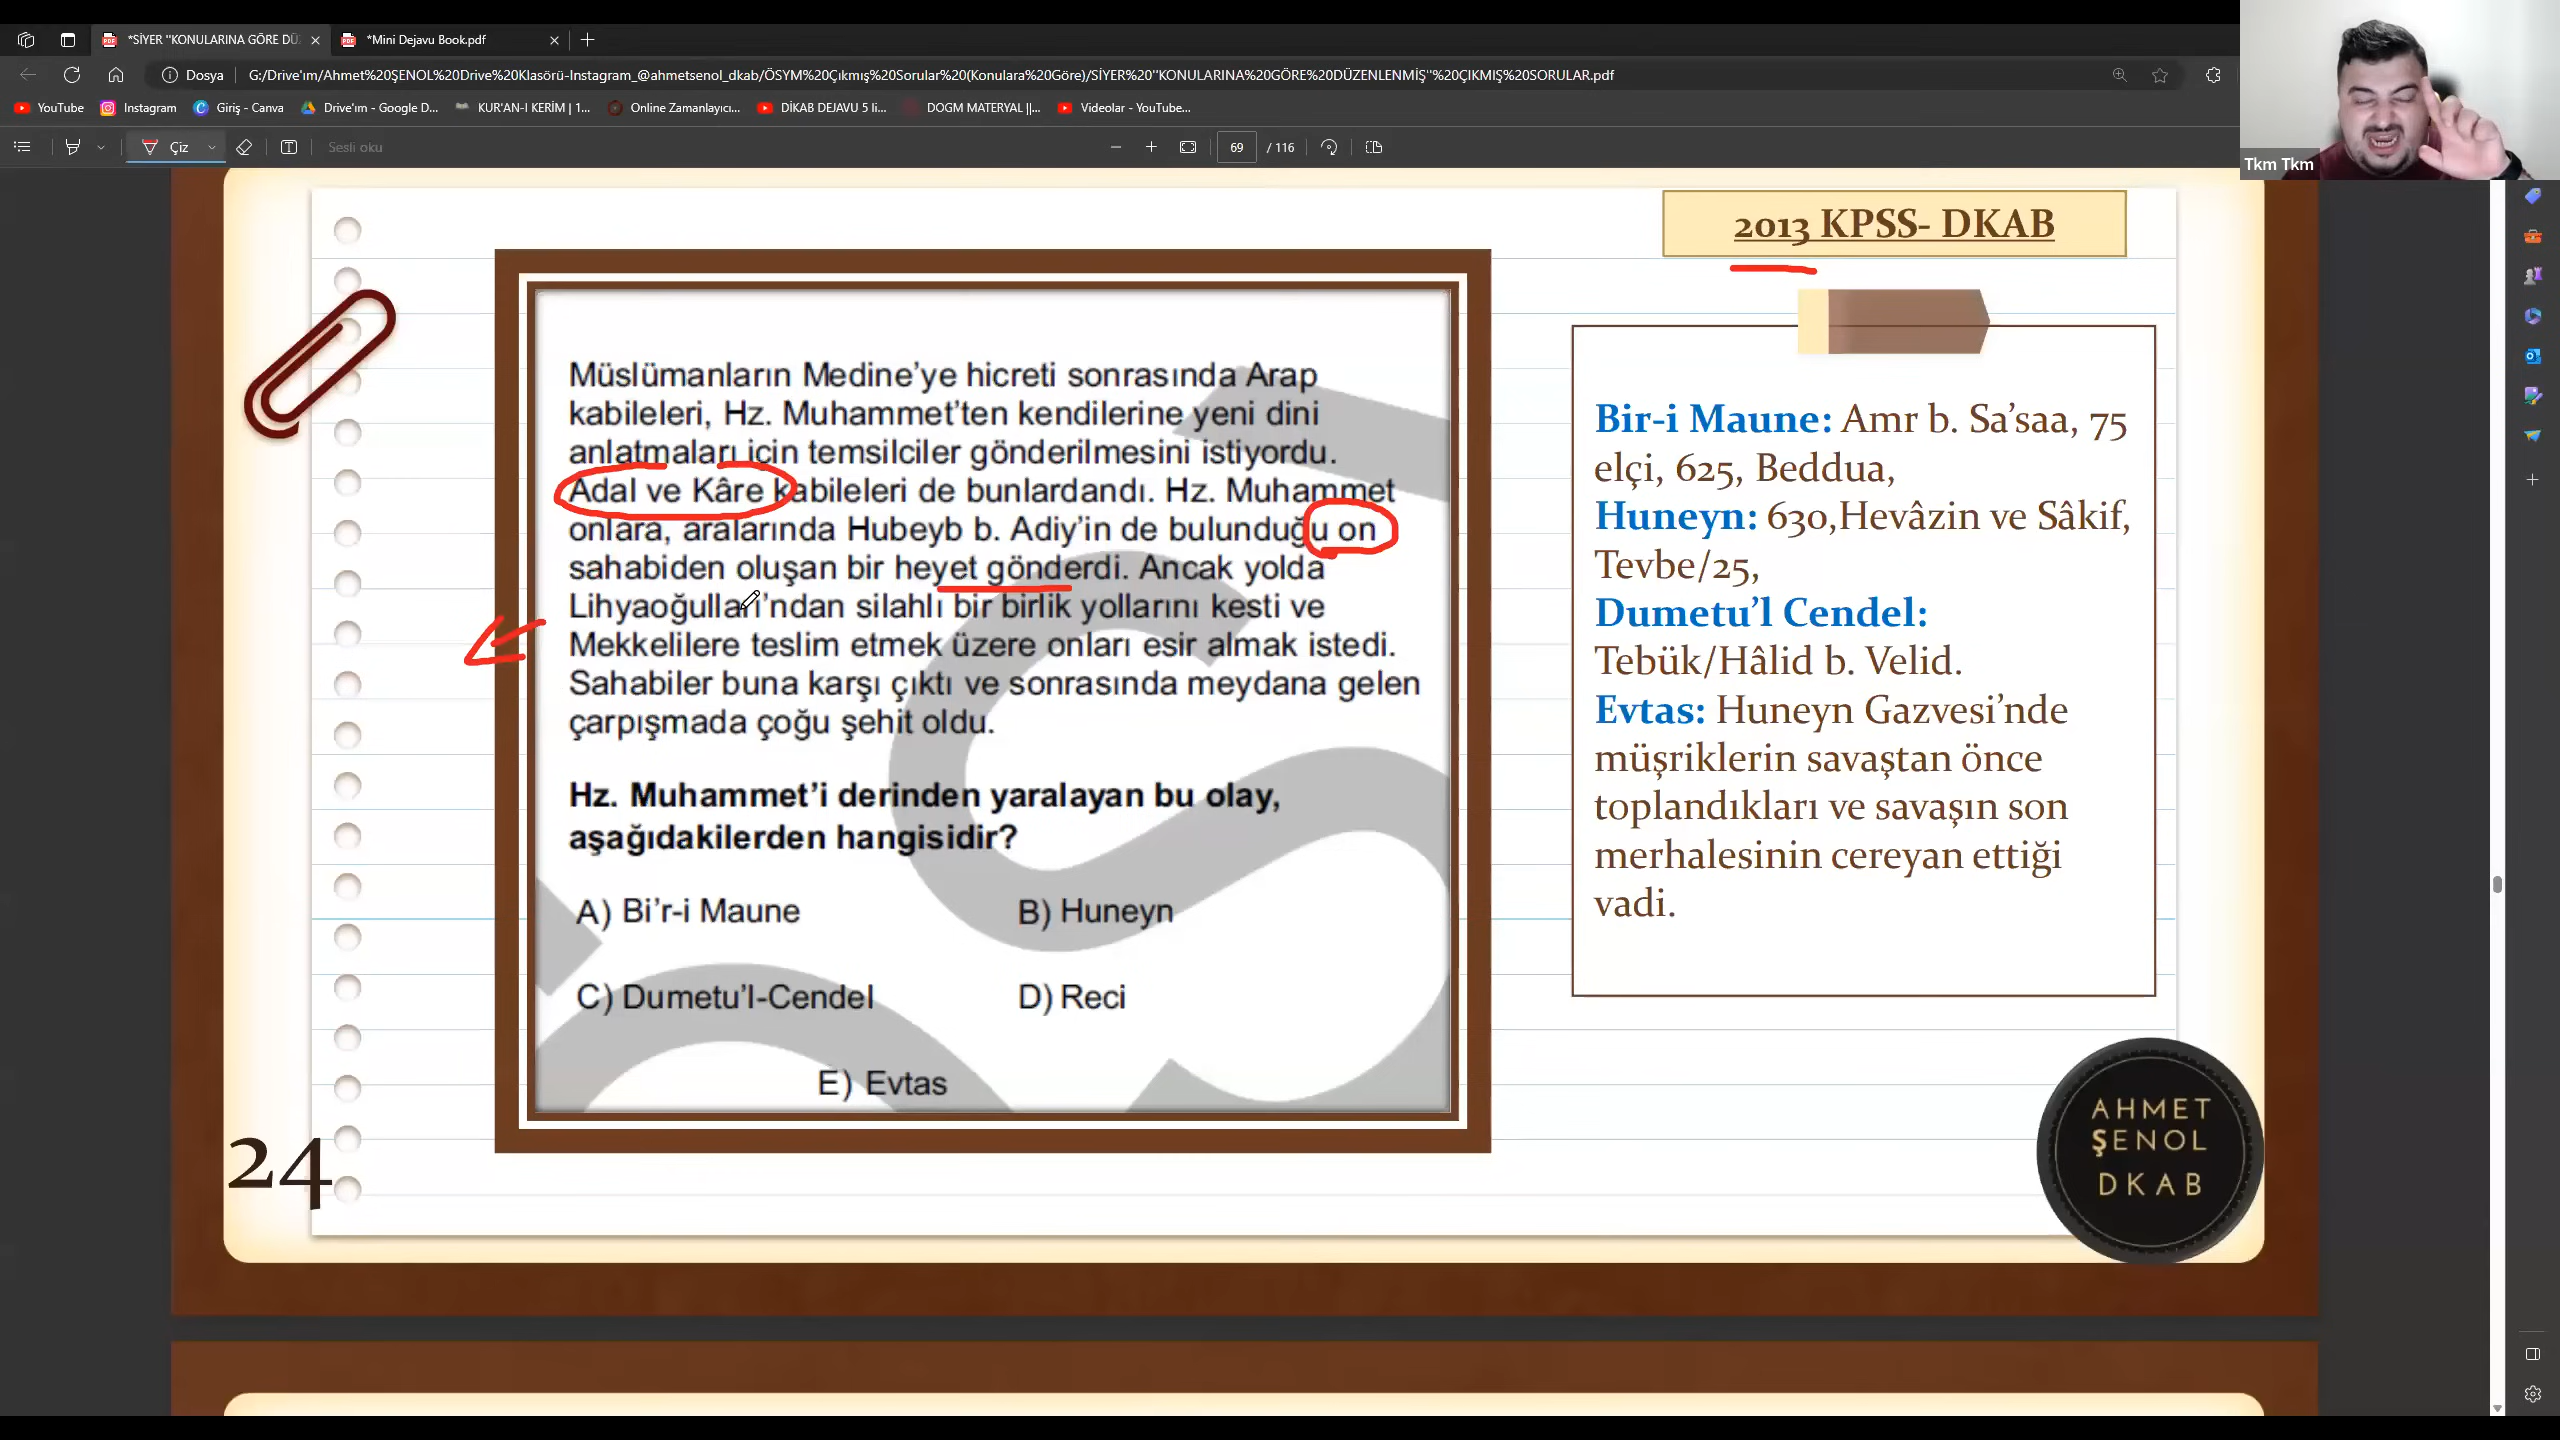 *SİYER "KONULARINA GÖRE DÜ
*Mini Dejavu Book.pdf
Dosya
G:/Drive'ım/Ahmet%20ŞENOL%20Drive%20Klasörü-Instagram_@ahmetsenol_dkab/ÖSYM%20Çıkmış%20Sorular%20(Konulara%20Göre)/SİYER%20"KONULARINA%20GÖRE%20DÜZENLENMİŞ"%20ÇIKMIŞ%20SORULAR.pdf
YouTube
Instagram
Giriş - Canva
Drive'ım - Google D...
KUR'AN-I KERİM | 1...
Online Zamanlayıcı...
DİKAB DEJAVU 5 li...
DOGM MATERYAL ||...
Videolar - YouTube...
Çiz
Sesli oku
69 / 116
Tkm Tkm
2013 KPSS- DKAB
Müslümanların Medine'ye hicreti sonrasında Arap
kabileleri, Hz. Muhammet'ten kendilerine yeni dini
anlatmaları için temsilciler gönderilmesini istiyordu.
Adal ve Kâre kabileleri de bunlardandı. Hz. Muhammet
onlara, aralarında Hubeyb b. Adiy'in de bulunduğu on
sahabiden oluşan bir heyet gönderdi. Ancak yolda
Lihyaoğulları'ndan silahlı bir birlik yollarını kesti ve
Mekkelilere teslim etmek üzere onları esir almak istedi.
Sahabiler buna karşı çıktı ve sonrasında meydana gelen
çarpışmada çoğu şehit oldu.
Hz. Muhammet'i derinden yaralayan bu olay,
aşağıdakilerden hangisidir?
A) Bi'r-i Maune
B) Huneyn
C) Dumetu'l-Cendel
D) Reci
E) Evtas
Bir-i Maune: Amr b. Sa'saa, 75
elçi, 625, Beddua,
Huneyn: 630,Hevâzin ve Sâkif,
Tevbe/25,
Dumetu'l Cendel:
Tebük/Hâlid b. Velid.
Evtas: Huneyn Gazvesi'nde
müşriklerin savaştan önce
toplandıkları ve savaşın son
merhalesinin cereyan ettiği
vadi.
24
AHMET
ŞENOL
DKAB